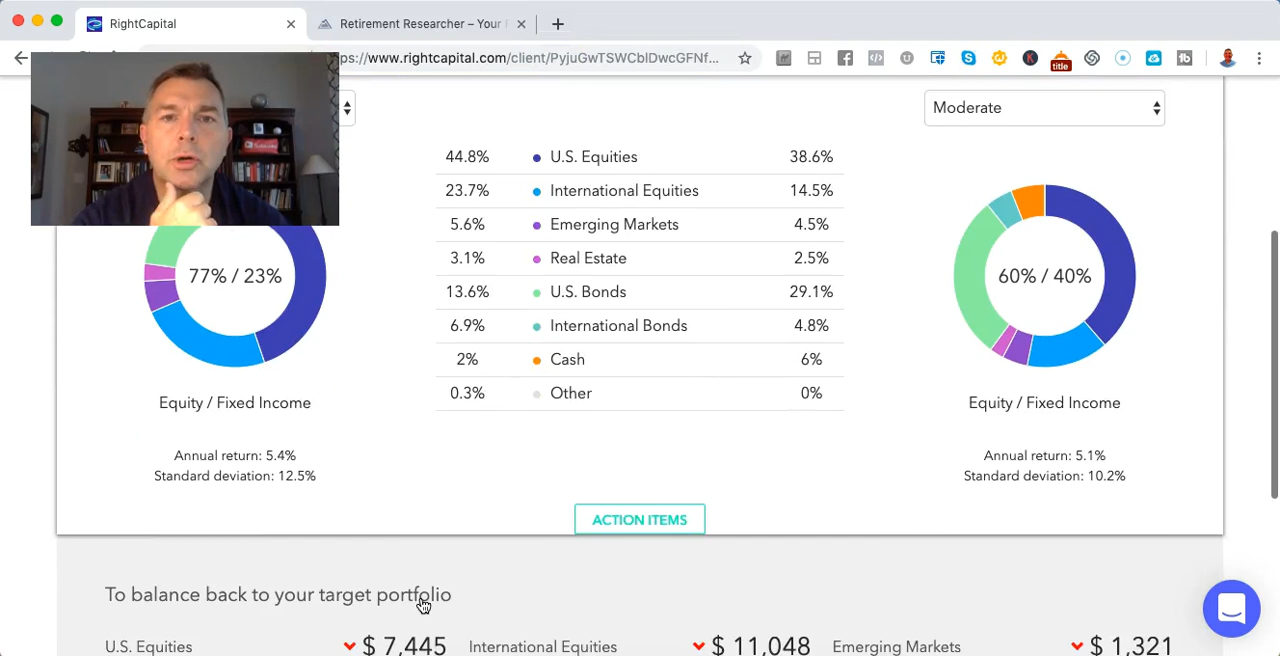 RightCapital
Retirement Researcher – Your
https://www.rightcapital.com/client/PyjuGwTSWCblDwcGFNf...
title
Moderate
44.8% U.S. Equities 38.6%
23.7% International Equities 14.5%
5.6% Emerging Markets 4.5%
3.1% Real Estate 2.5%
13.6% U.S. Bonds 29.1%
6.9% International Bonds 4.8%
2% Cash 6%
0.3% Other 0%
77% / 23%
Equity / Fixed Income
Annual return: 5.4%
Standard deviation: 12.5%
60% / 40%
Equity / Fixed Income
Annual return: 5.1%
Standard deviation: 10.2%
ACTION ITEMS
To balance back to your target portfolio
U.S. Equities $ 7,445 International Equities $ 11,048 Emerging Markets $ 1,321